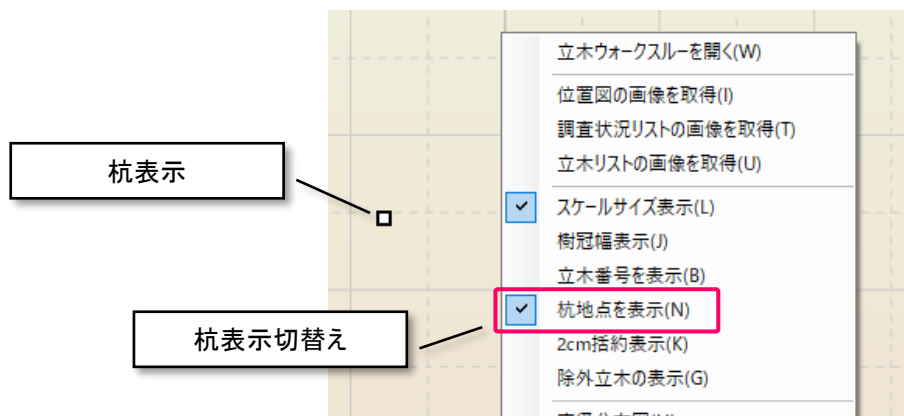 立木ウォークスルーを開く(W)
位置図の画像を取得(I)
調査状況リストの画像を取得(T)
立木リストの画像を取得(U)
杭表示
スケールサイズ表示(L)
樹冠幅表示(J)
立木番号を表示(B)
杭地点を表示(N)
杭表示切替え
2cm括約表示(K)
除外立木の表示(G)